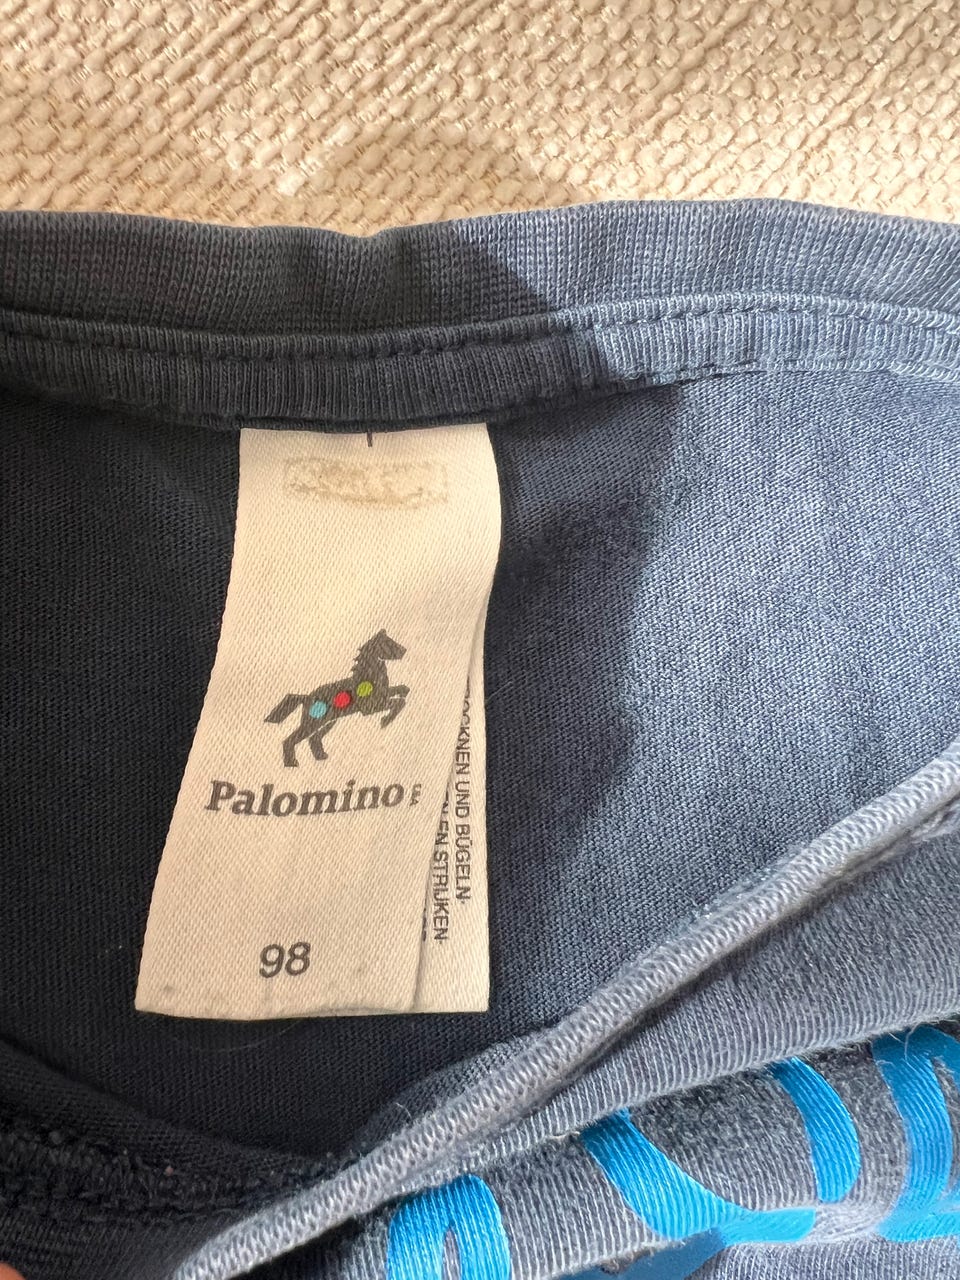 Palomino
98
OCKNEN UND BÜGELN·
EN STRIJKEN·